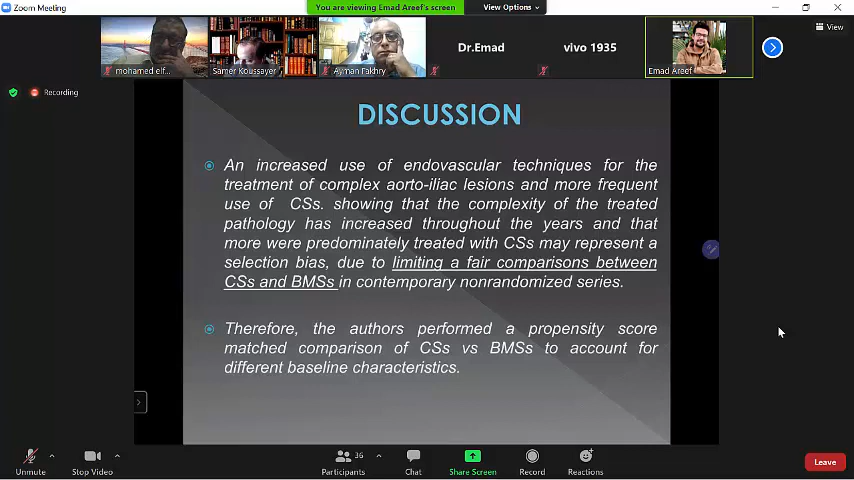 Zoom Meeting
You are viewing Emad Areef's screen
View Options
View
mohamed elf...
Samer Koussayer
Ayman Fakhry
Dr.Emad
vivo 1935
Emad Areef
Recording
DISCUSSION
An increased use of endovascular techniques for the
treatment of complex aorto-iliac lesions and more frequent
use of CSs. showing that the complexity of the treated
pathology has increased throughout the years and that
more were predominately treated with CSs may represent a
selection bias, due to limiting a fair comparisons between
CSs and BMSs in contemporary nonrandomized series.
Therefore, the authors performed a propensity score
matched comparison of CSs vs BMSs to account for
different baseline characteristics.
Unmute
Stop Video
Participants
36
Chat
Share Screen
Record
Reactions
Leave